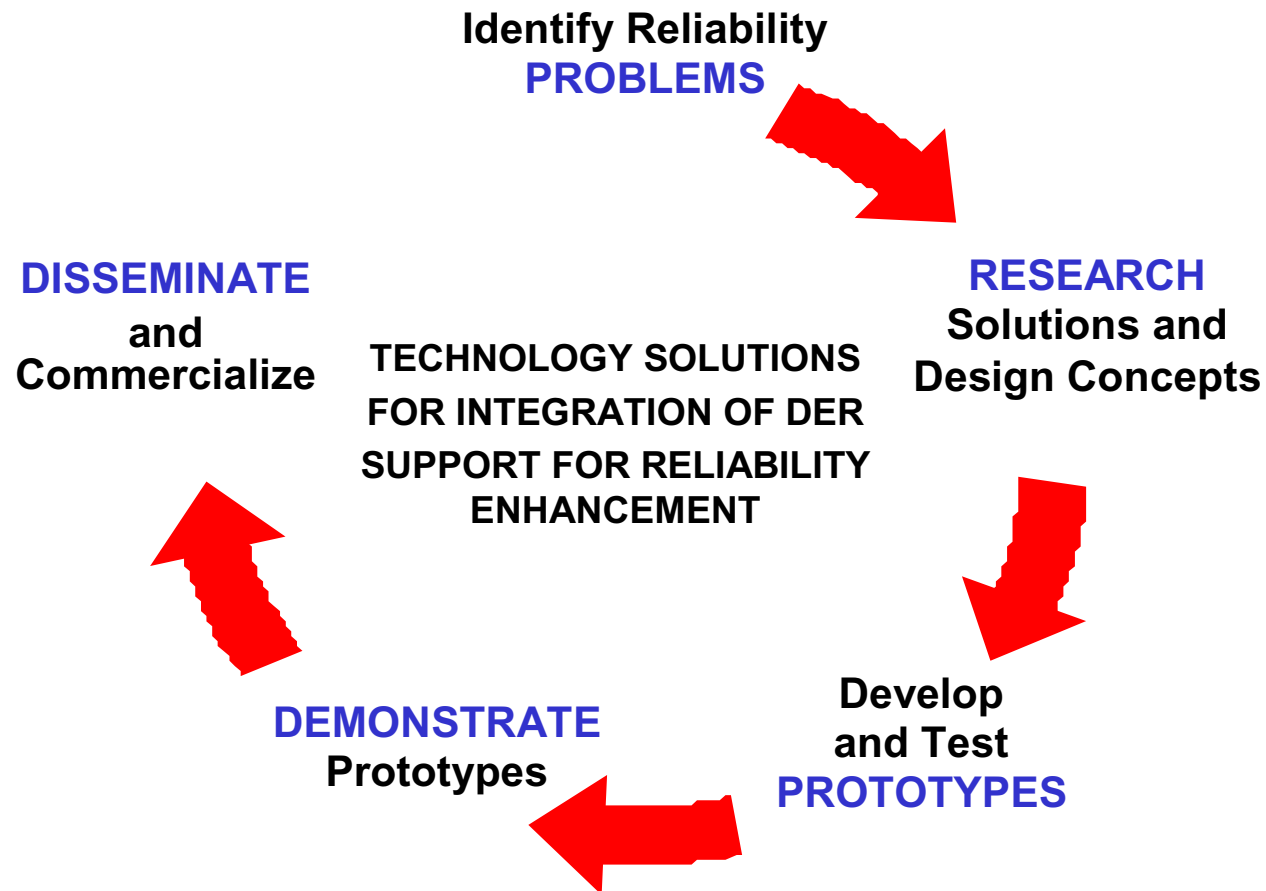 Identify Reliability
PROBLEMS
RESEARCH
Solutions and
Design Concepts
Develop
and Test
PROTOTYPES
DEMONSTRATE
Prototypes
DISSEMINATE
and
Commercialize
TECHNOLOGY SOLUTIONS
FOR INTEGRATION OF DER
SUPPORT FOR RELIABILITY
ENHANCEMENT